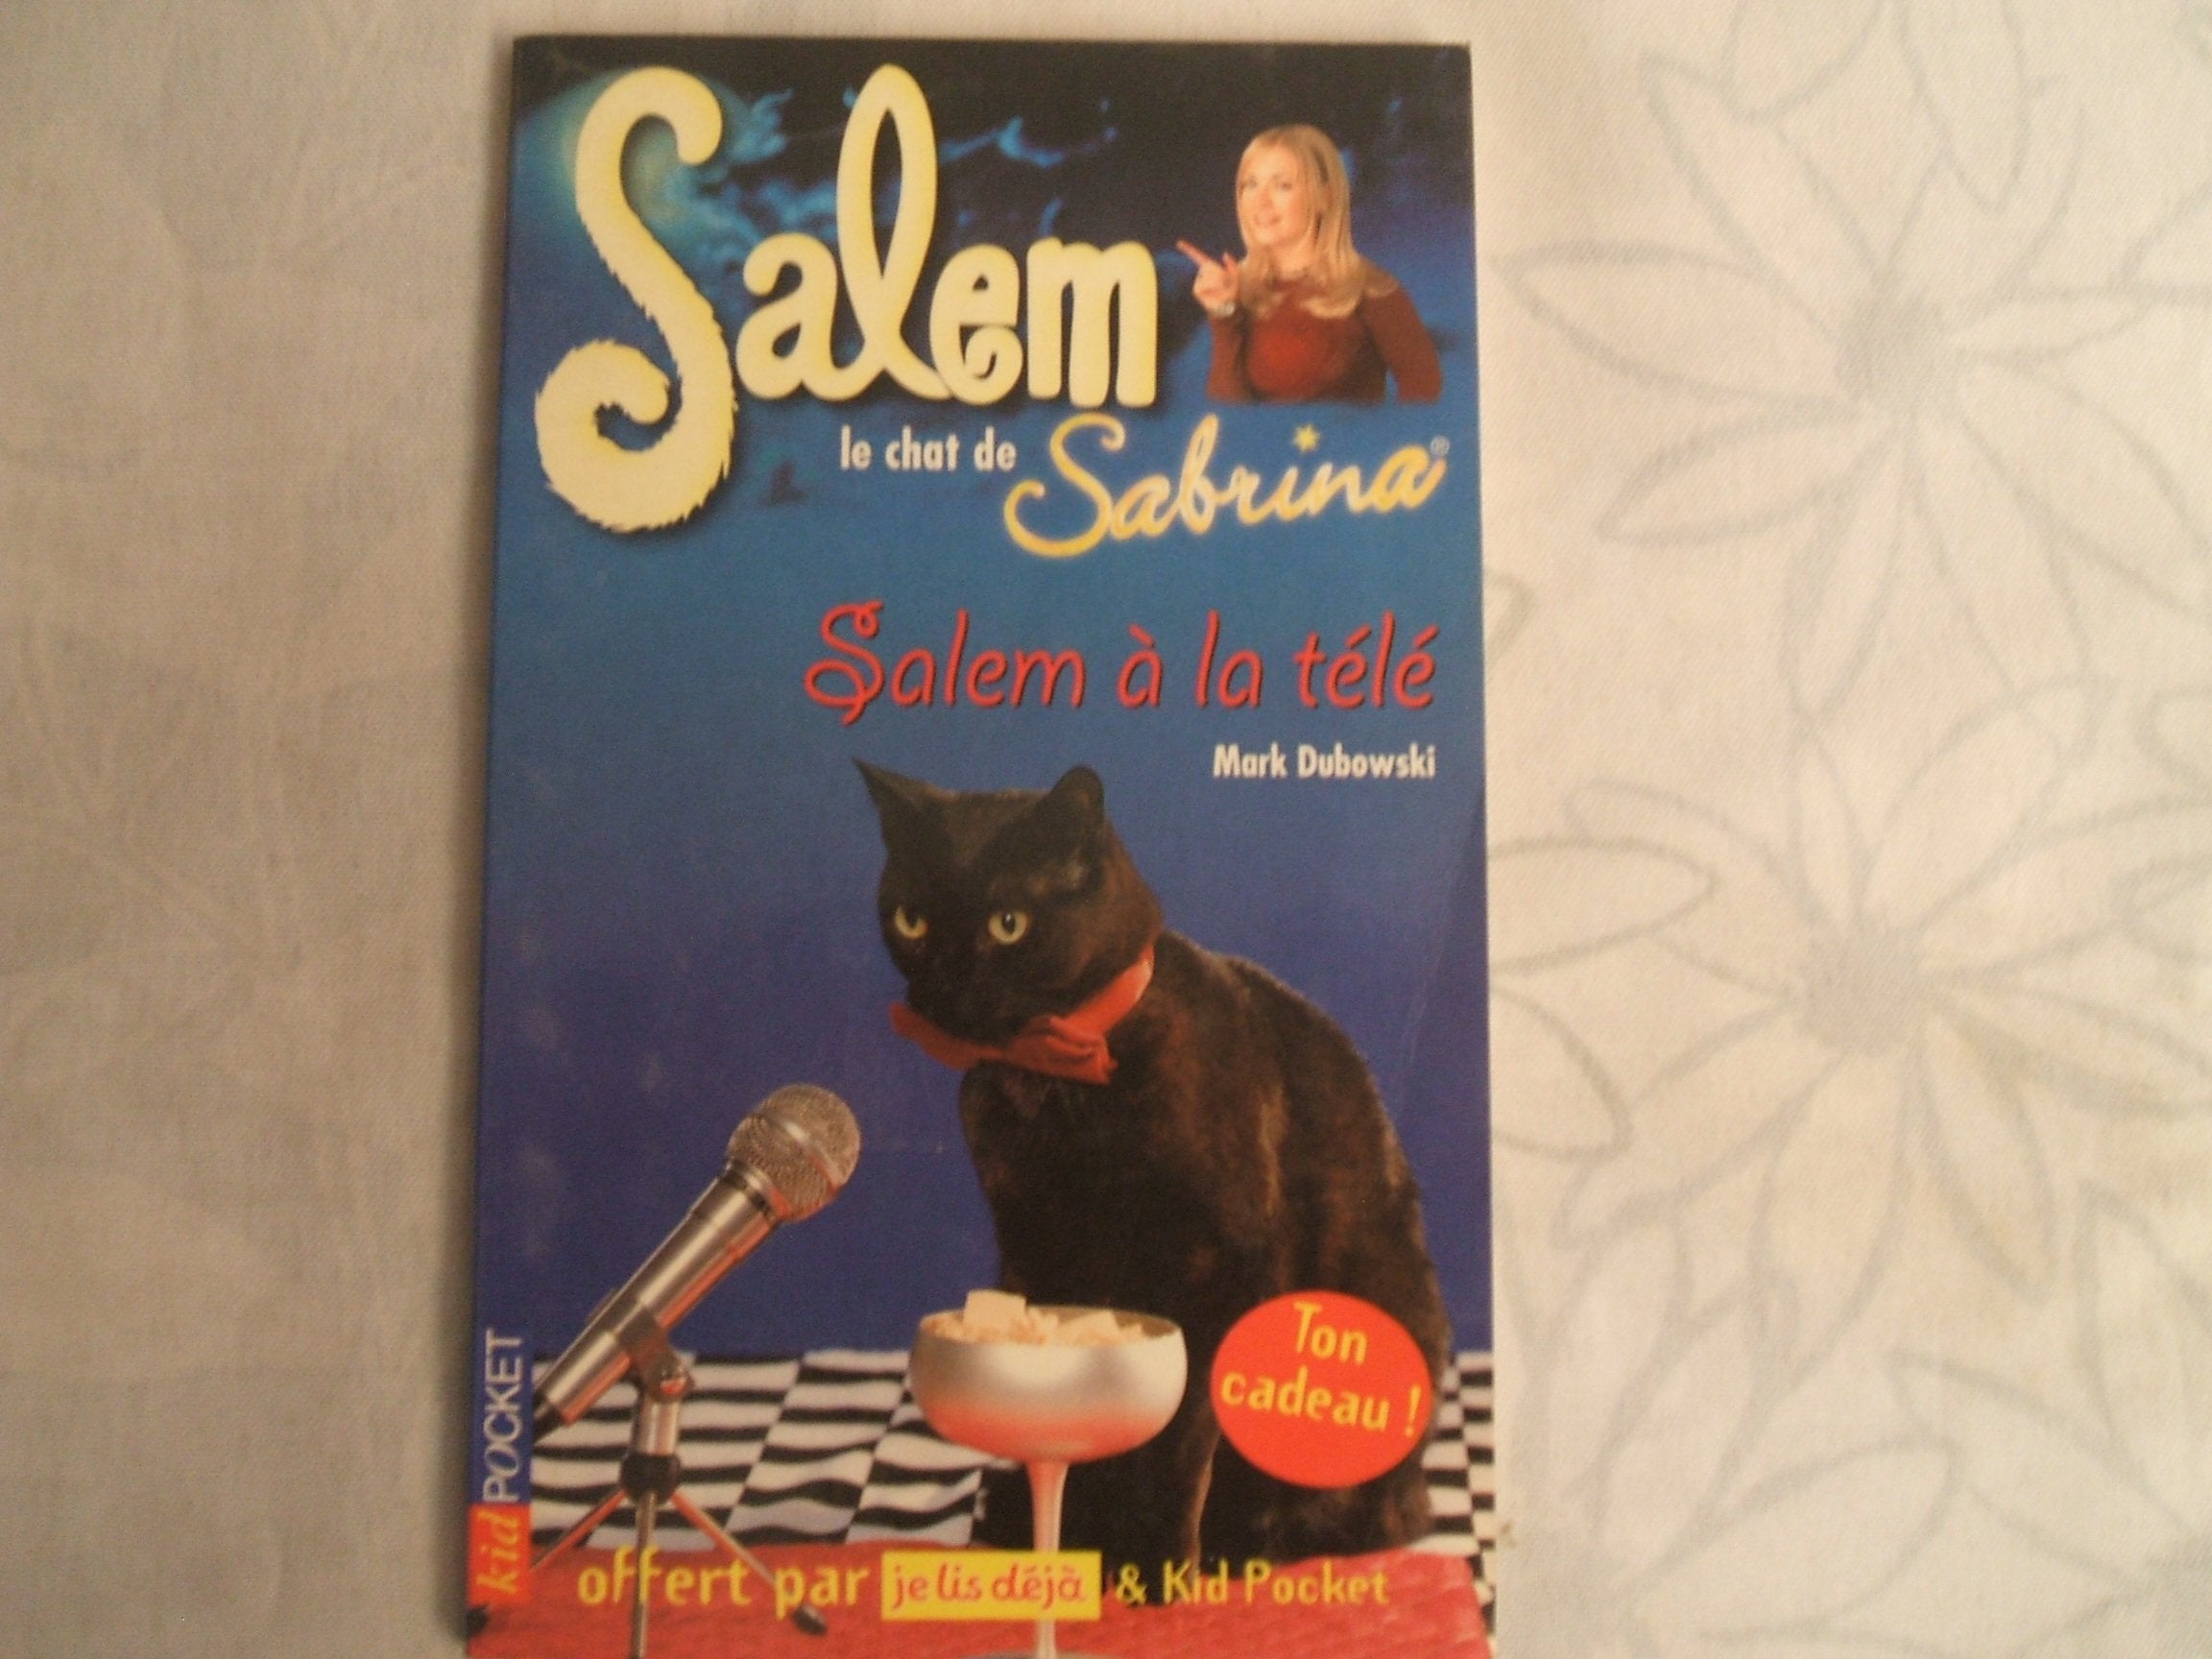 Salem
le chat de
Sabrina®
Salem à la télé
Mark Dubowski
Ton
cadeau !
kid POCKET
offert par je lis déjà & Kid Pocket